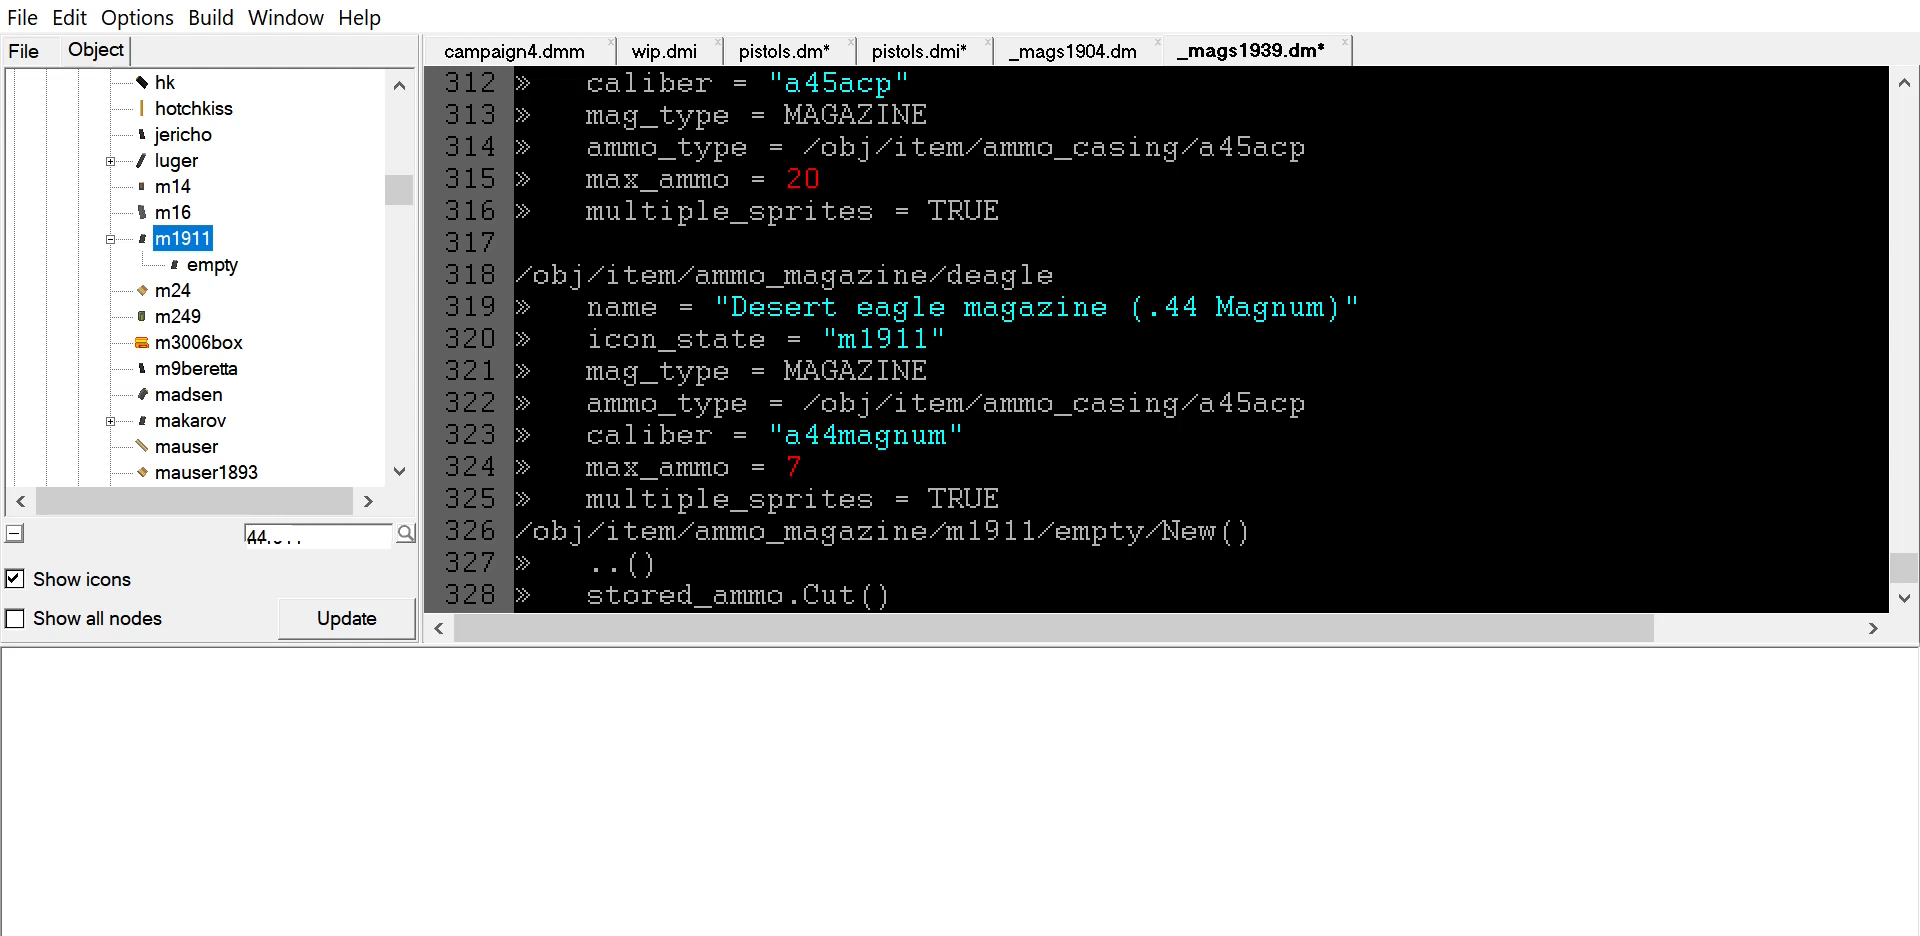 File Edit Options Build Window Help
File Object
hk
hotchkiss
jericho
luger
m14
m16
m1911
empty
m24
m249
m3006box
m9beretta
madsen
makarov
mauser
mauser1893
Show icons
Show all nodes
Update
campaign4.dmm x wip.dmi x pistols.dm* x pistols.dmi* x _mags1904.dm x _mags1939.dm* x
312 » caliber = "a45acp"
313 » mag_type = MAGAZINE
314 » ammo_type = /obj/item/ammo_casing/a45acp
315 » max_ammo = 20
316 » multiple_sprites = TRUE
317
318 /obj/item/ammo_magazine/deagle
319 » name = "Desert eagle magazine (.44 Magnum)"
320 » icon_state = "m1911"
321 » mag_type = MAGAZINE
322 » ammo_type = /obj/item/ammo_casing/a45acp
323 » caliber = "a44magnum"
324 » max_ammo = 7
325 » multiple_sprites = TRUE
326 /obj/item/ammo_magazine/m1911/empty/New()
327 » ..()
328 » stored_ammo.Cut()